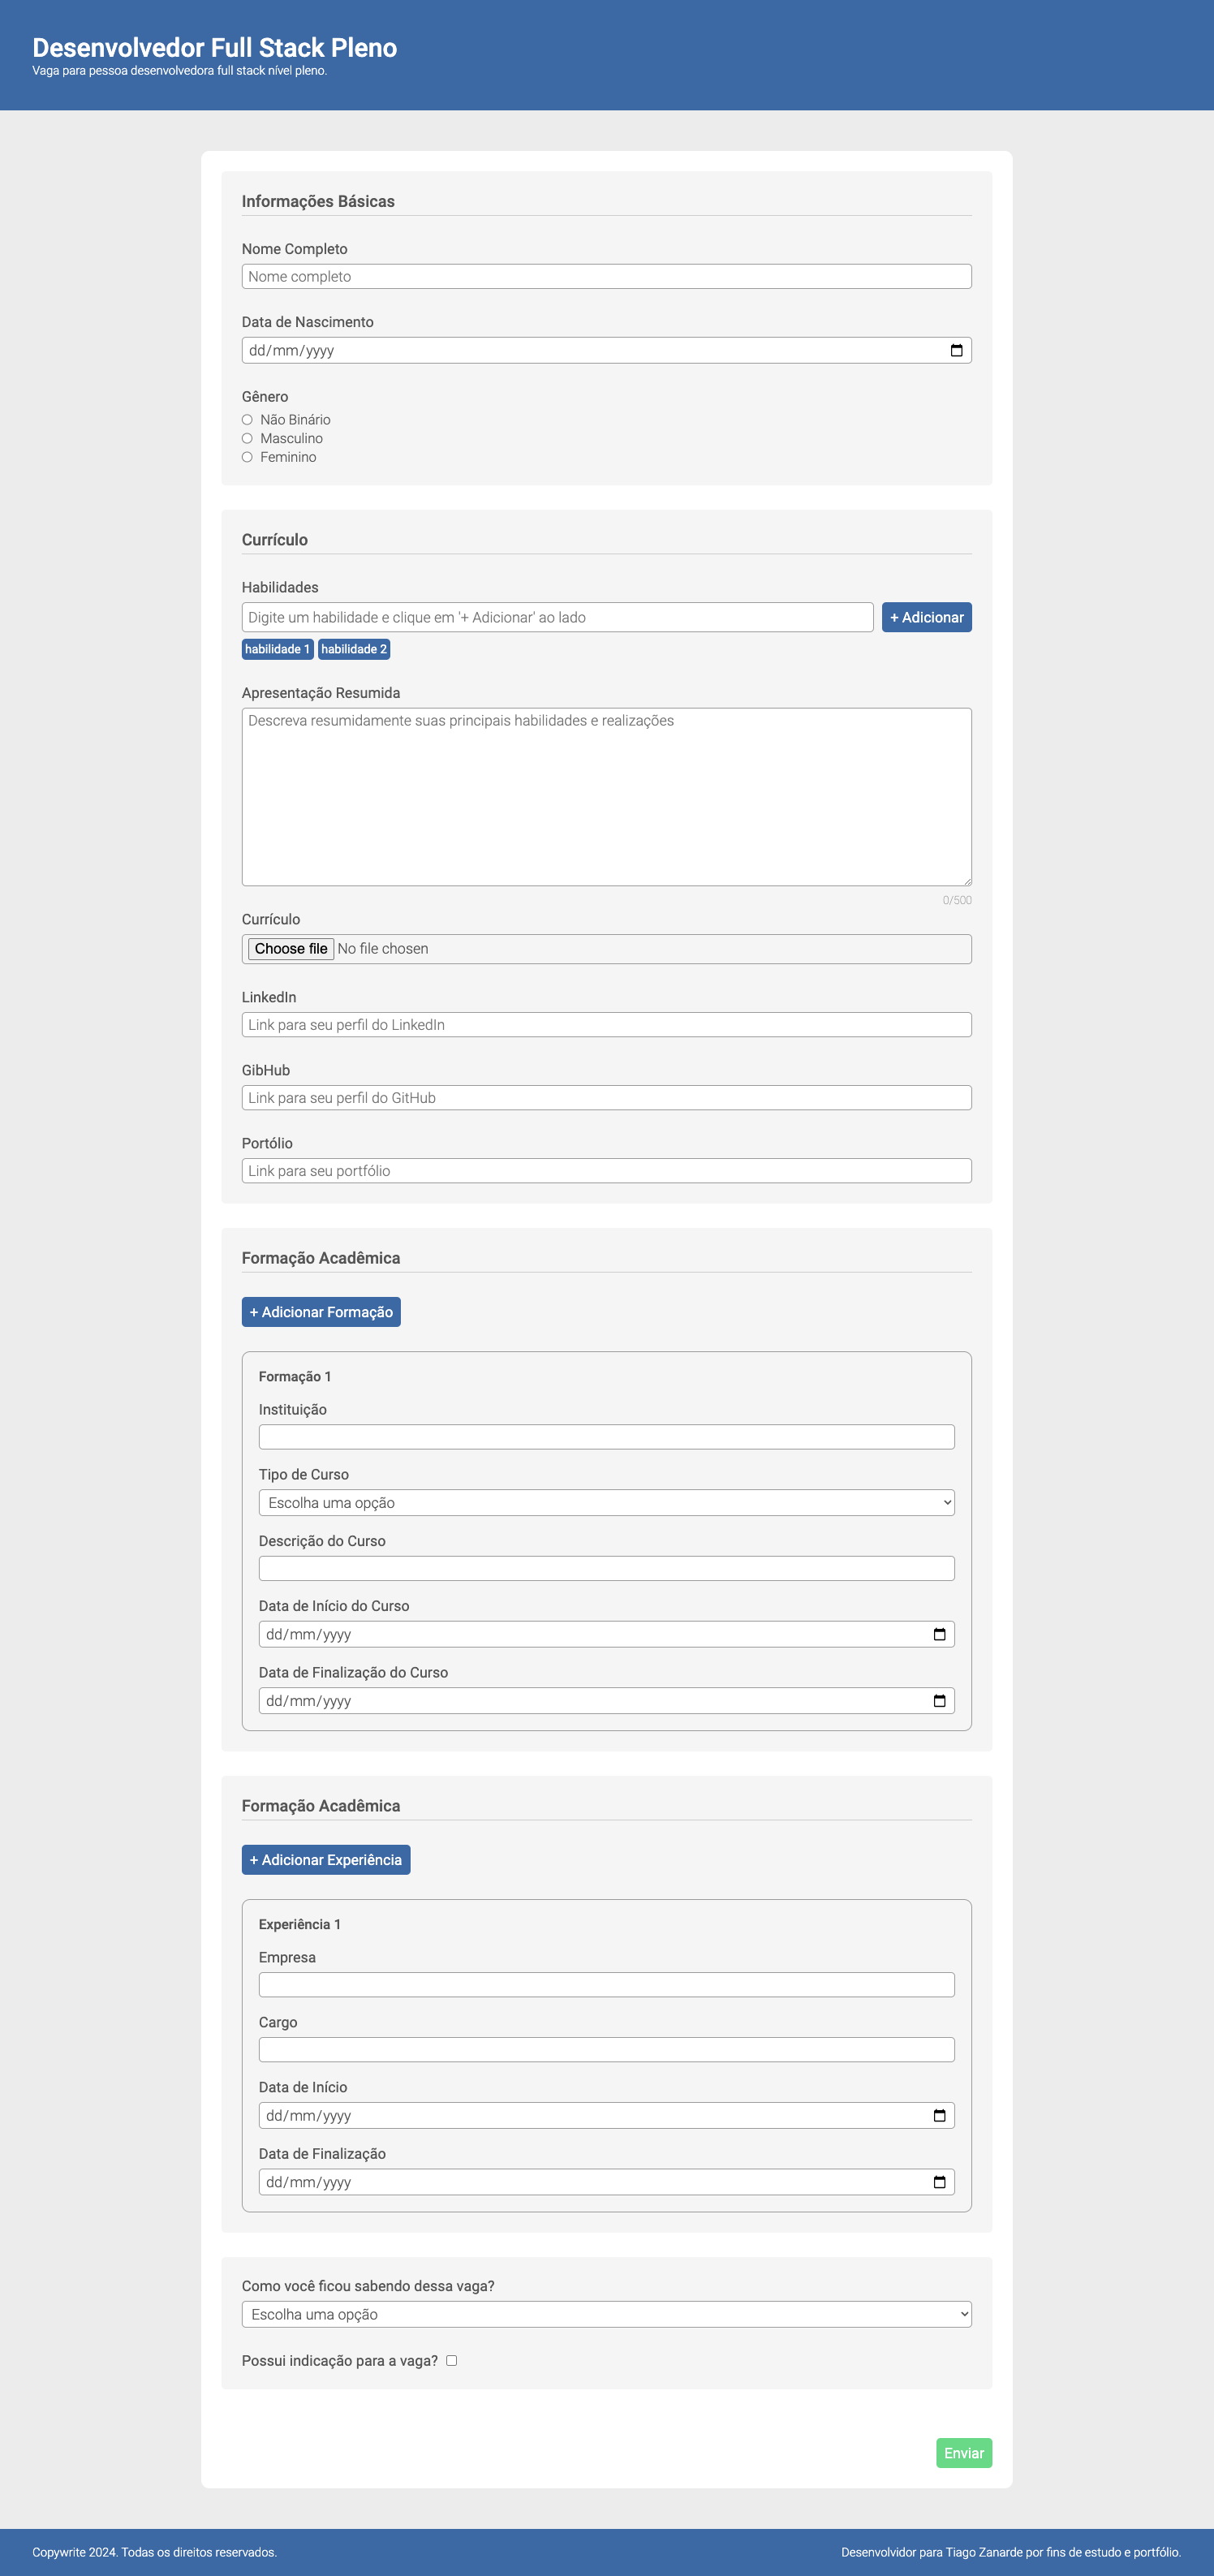 Desenvolvedor Full Stack Pleno
Vaga para pessoa desenvolvedora full stack nível pleno.
Informações Básicas
Nome Completo
Nome completo
Data de Nascimento
dd/mm/yyyy
Gênero
Não Binário
Masculino
Feminino
Currículo
Habilidades
Digite um habilidade e clique em '+ Adicionar' ao lado
+ Adicionar
habilidade 1 habilidade 2
Apresentação Resumida
Descreva resumidamente suas principais habilidades e realizações
0/500
Currículo
Choose file No file chosen
LinkedIn
Link para seu perfil do LinkedIn
GibHub
Link para seu perfil do GitHub
Portólio
Link para seu portfólio
Formação Acadêmica
+ Adicionar Formação
Formação 1
Instituição
Tipo de Curso
Escolha uma opção
Descrição do Curso
Data de Início do Curso
dd/mm/yyyy
Data de Finalização do Curso
dd/mm/yyyy
Formação Acadêmica
+ Adicionar Experiência
Experiência 1
Empresa
Cargo
Data de Início
dd/mm/yyyy
Data de Finalização
dd/mm/yyyy
Como você ficou sabendo dessa vaga?
Escolha uma opção
Possui indicação para a vaga?
Enviar
Copywrite 2024. Todas os direitos reservados.
Desenvolvidor para Tiago Zanarde por fins de estudo e portfólio.